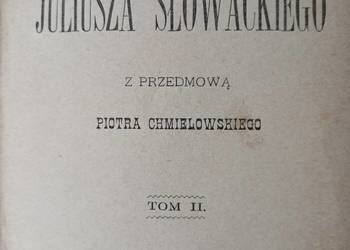 JULIUSZA SŁOWACKIEGO
Z PRZEDMOWĄ
PIOTRA CHMIELOWSKIEGO
TOM II.